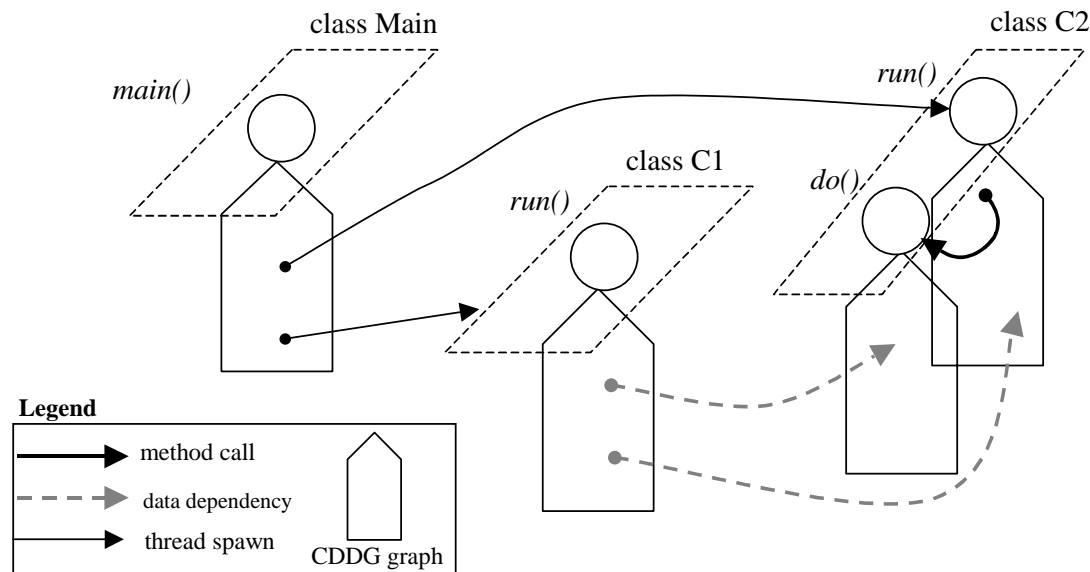 class Main
class C2
main()
run()
class C1
run()
do()
Legend
method call
data dependency
thread spawn
CDDG graph